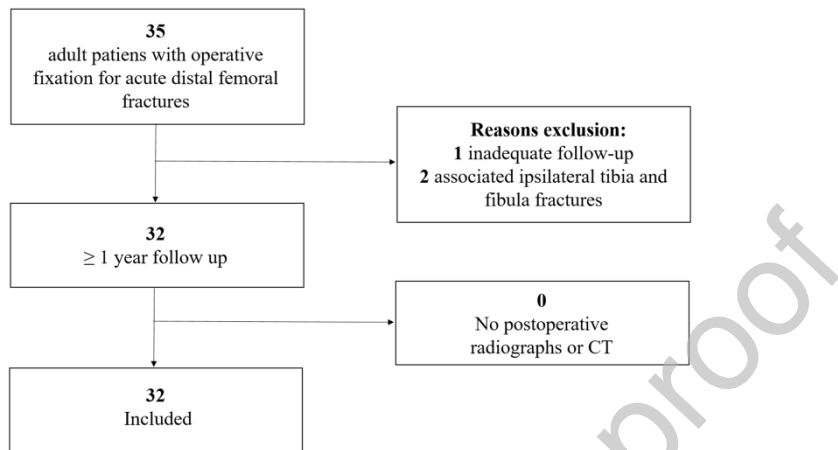 35
adult patiens with operative
fixation for acute distal femoral
fractures
Reasons exclusion:
1 inadequate follow-up
2 associated ipsilateral tibia and
fibula fractures
32
≥ 1 year follow up
0
No postoperative
radiographs or CT
32
Included
proof